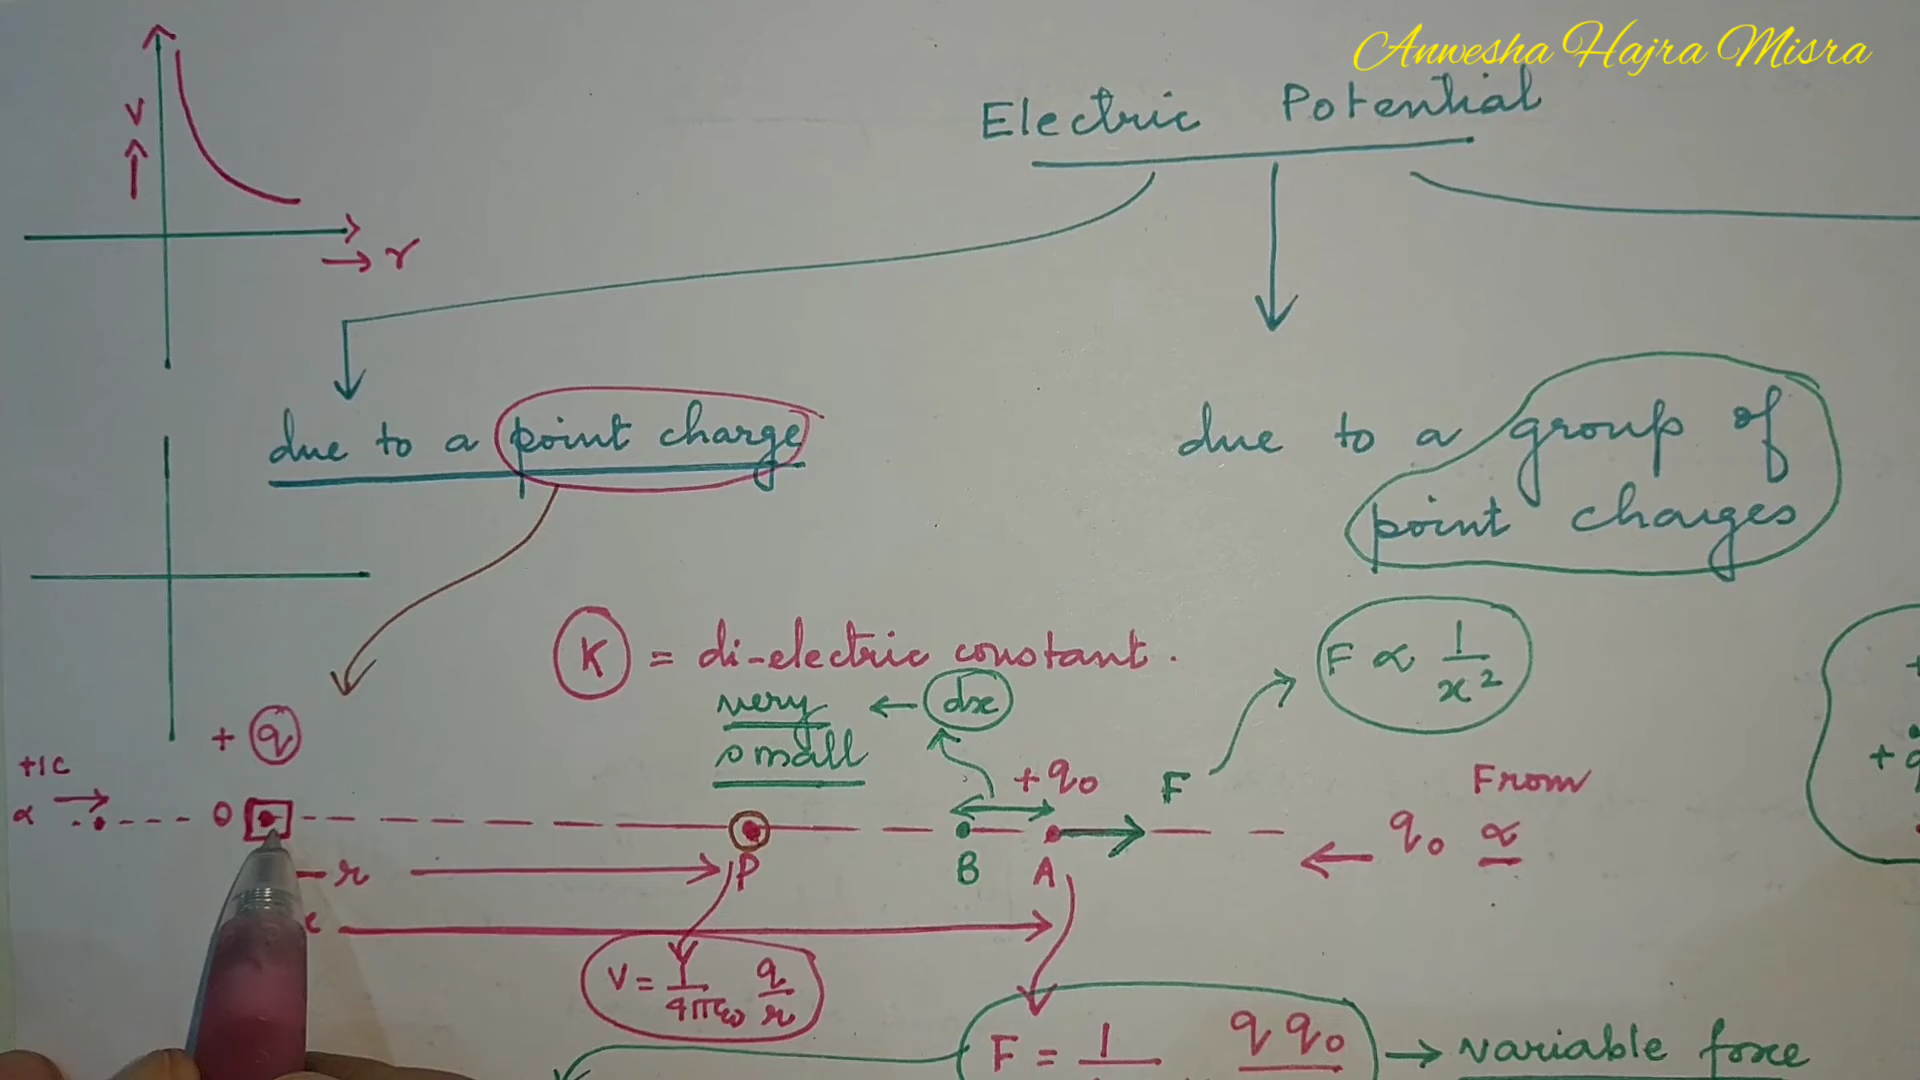 Anwesha Hajra Misra
Electric Potential
V
r
due to a point charge
due to a group of
point charges
K = di-electric constant.
F ∝ 1/x²
very ← dx
small
+ q
+1C
∝
O
+q₀
F
From
q₀ ∝
P
B
A
r
V = 1/4πε₀ q/r
F = 1 qq₀ → variable force
+
+ q